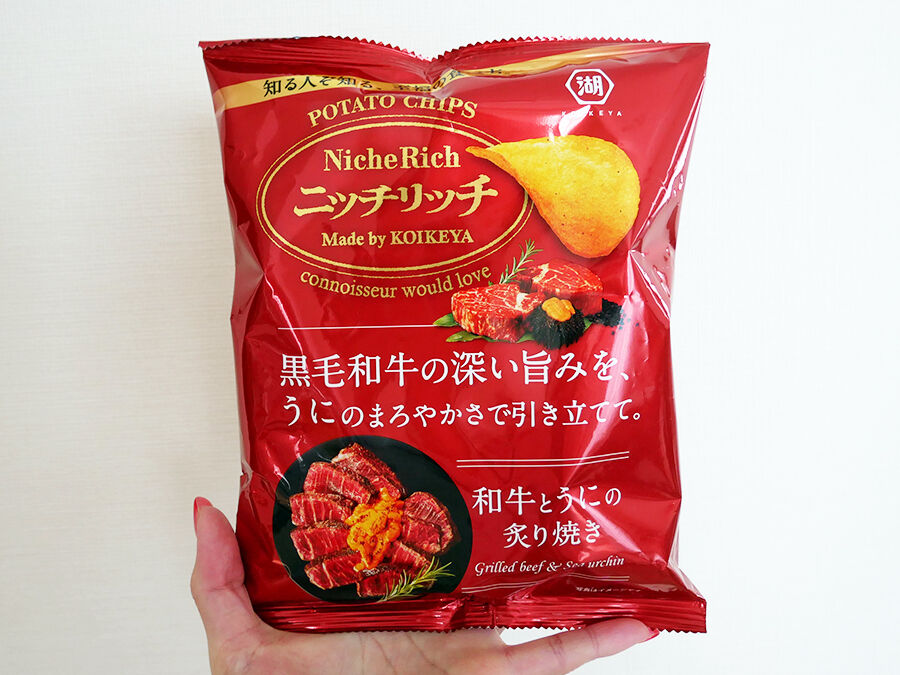 知る人ぞ知る、
湖
KOIKEYA
POTATO CHIPS
NicheRich
ニッチリッチ
Made by KOIKEYA
connoisseur would love
黒毛和牛の深い旨みを、
うにのまろやかさで引き立てて。
和牛とうにの
炙り焼き
Grilled beef & Sea urchin